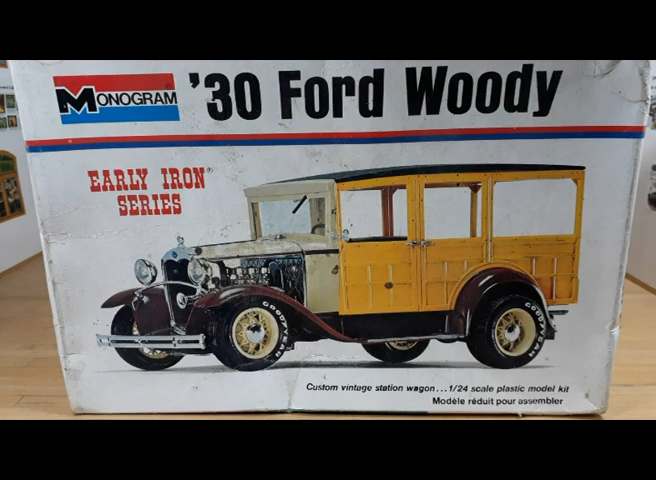 MONOGRAM
'30 Ford Woody
EARLY IRON®
SERIES
GOODYEAR
GOODYEAR
Custom vintage station wagon...1/24 scale plastic model kit
Modèle réduit pour assembler